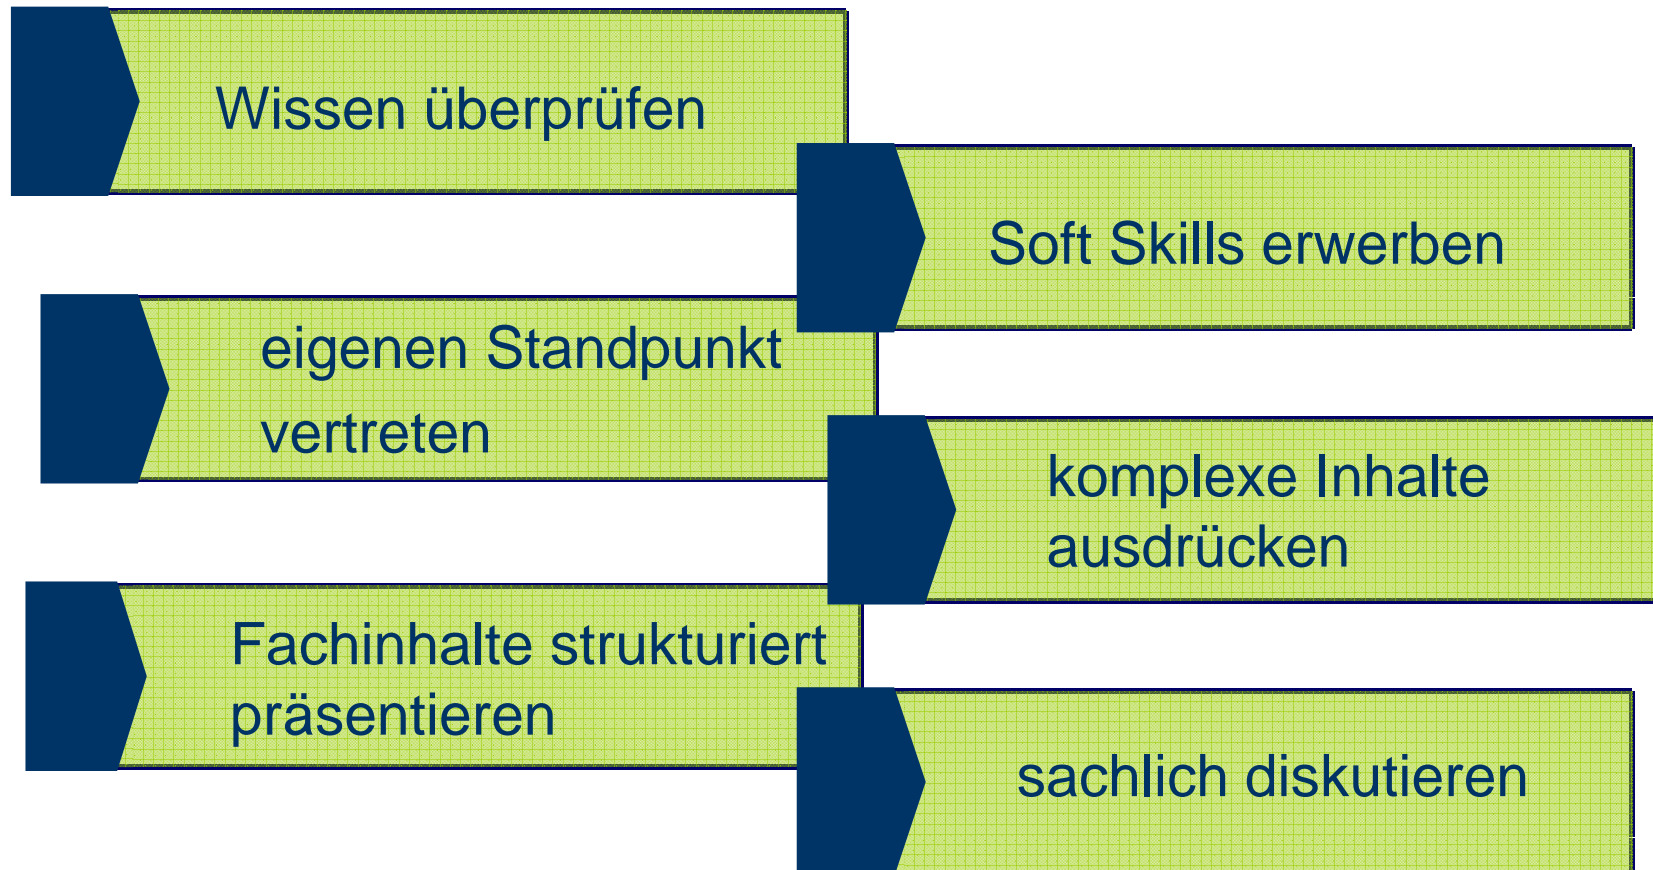 Wissen überprüfen
Soft Skills erwerben
eigenen Standpunkt
vertreten
komplexe Inhalte
ausdrücken
Fachinhalte strukturiert
präsentieren
sachlich diskutieren